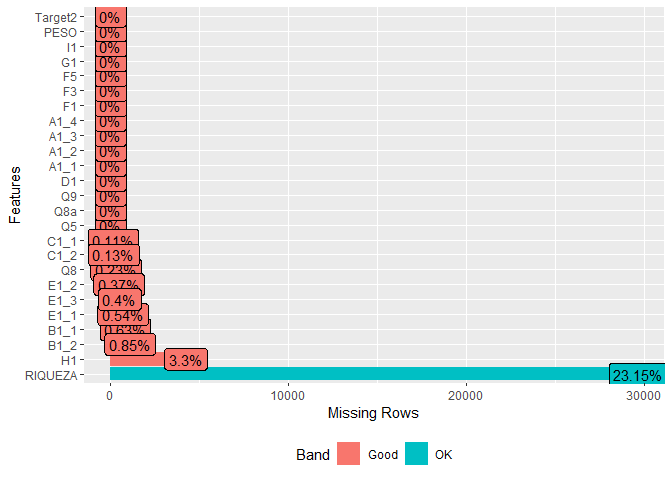 Target2 0%
PESO 0%
I1 0%
G1 0%
F5 0%
F3 0%
F1 0%
A1_4 0%
A1_3 0%
A1_2 0%
A1_1 0%
D1 0%
Q9 0%
Q8a 0%
Q5 0%
C1_1 0.11%
C1_2 0.13%
Q8 0.23%
E1_2 0.37%
E1_3 0.4%
E1_1 0.54%
B1_1 0.63%
B1_2 0.85%
H1 3.3%
RIQUEZA 23.15%
Features
0 10000 20000 30000
Missing Rows
Band Good OK